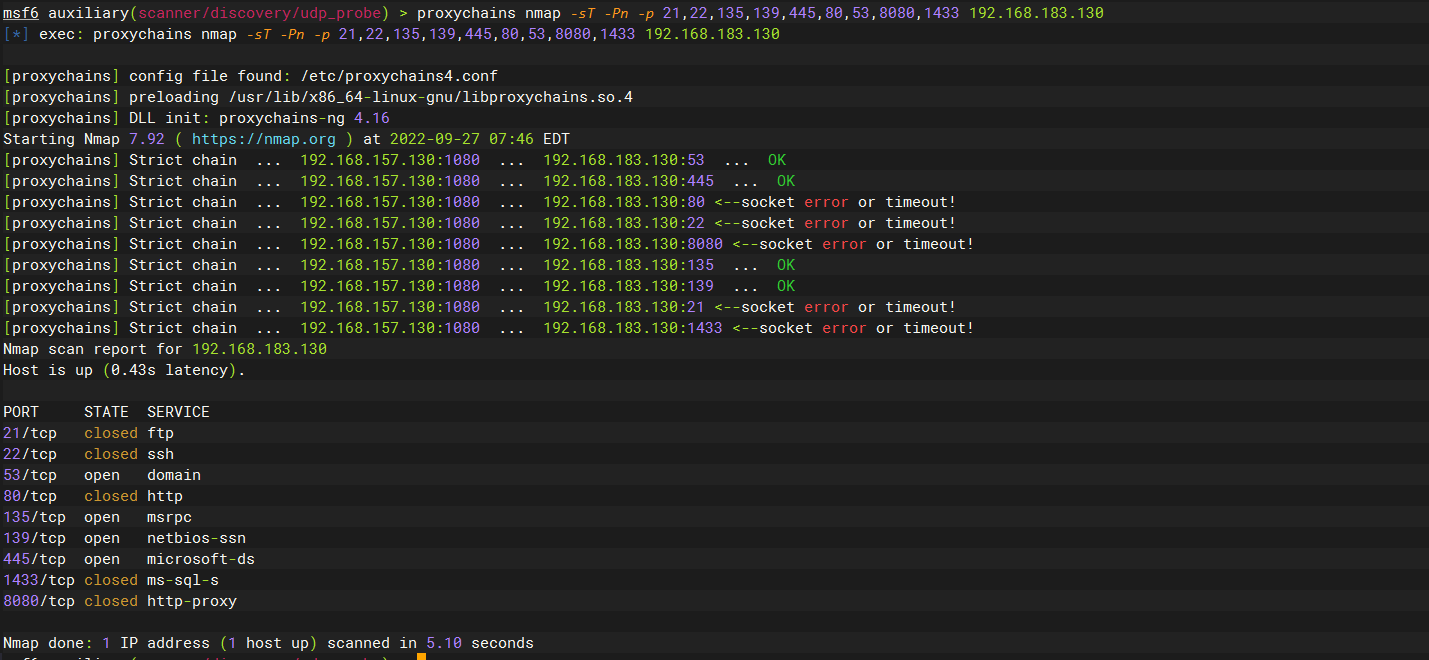 msf6 auxiliary(scanner/discovery/udp_probe) > proxychains nmap -sT -Pn -p 21,22,135,139,445,80,53,8080,1433 192.168.183.130
[*] exec: proxychains nmap -sT -Pn -p 21,22,135,139,445,80,53,8080,1433 192.168.183.130
[proxychains] config file found: /etc/proxychains4.conf
[proxychains] preloading /usr/lib/x86_64-linux-gnu/libproxychains.so.4
[proxychains] DLL init: proxychains-ng 4.16
Starting Nmap 7.92 ( https://nmap.org ) at 2022-09-27 07:46 EDT
[proxychains] Strict chain ... 192.168.157.130:1080 ... 192.168.183.130:53 ... OK
[proxychains] Strict chain ... 192.168.157.130:1080 ... 192.168.183.130:445 ... OK
[proxychains] Strict chain ... 192.168.157.130:1080 ... 192.168.183.130:80 <--socket error or timeout!
[proxychains] Strict chain ... 192.168.157.130:1080 ... 192.168.183.130:22 <--socket error or timeout!
[proxychains] Strict chain ... 192.168.157.130:1080 ... 192.168.183.130:8080 <--socket error or timeout!
[proxychains] Strict chain ... 192.168.157.130:1080 ... 192.168.183.130:135 ... OK
[proxychains] Strict chain ... 192.168.157.130:1080 ... 192.168.183.130:139 ... OK
[proxychains] Strict chain ... 192.168.157.130:1080 ... 192.168.183.130:21 <--socket error or timeout!
[proxychains] Strict chain ... 192.168.157.130:1080 ... 192.168.183.130:1433 <--socket error or timeout!
Nmap scan report for 192.168.183.130
Host is up (0.43s latency).
PORT STATE SERVICE
21/tcp closed ftp
22/tcp closed ssh
53/tcp open domain
80/tcp closed http
135/tcp open msrpc
139/tcp open netbios-ssn
445/tcp open microsoft-ds
1433/tcp closed ms-sql-s
8080/tcp closed http-proxy
Nmap done: 1 IP address (1 host up) scanned in 5.10 seconds